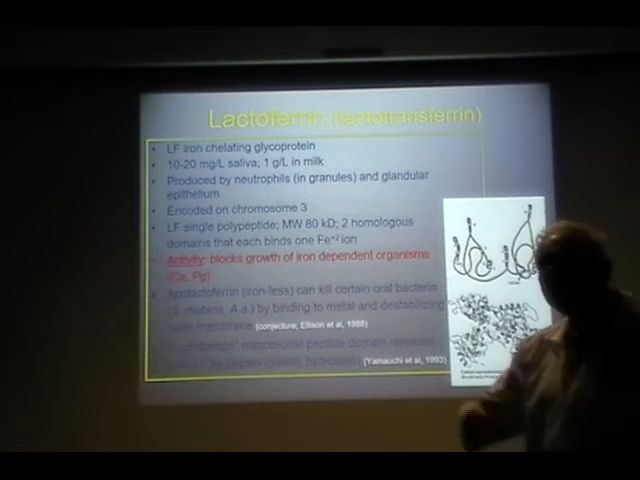 Lactoferrin (lactotransferrin)
• LF iron chelating glycoprotein
• 10-20 mg/L saliva; 1 g/L in milk
• Produced by neutrophils (in granules) and glandular
epithelium
• Encoded on chromosome 3
• LF single polypeptide; MW 80 kD; 2 homologous
domains that each binds one Fe+2 ion
Activity: blocks growth of iron dependent organisms
(Ca, Pg)
• Apolactoferrin (iron-less) can kill certain oral bacteria
(S. mutans, A.a.) by binding to metal and destabilizing
membrane (conjecture; Ellison et al, 1988)
microbicidal peptide domain released
(Yamauchi et al, 1993)